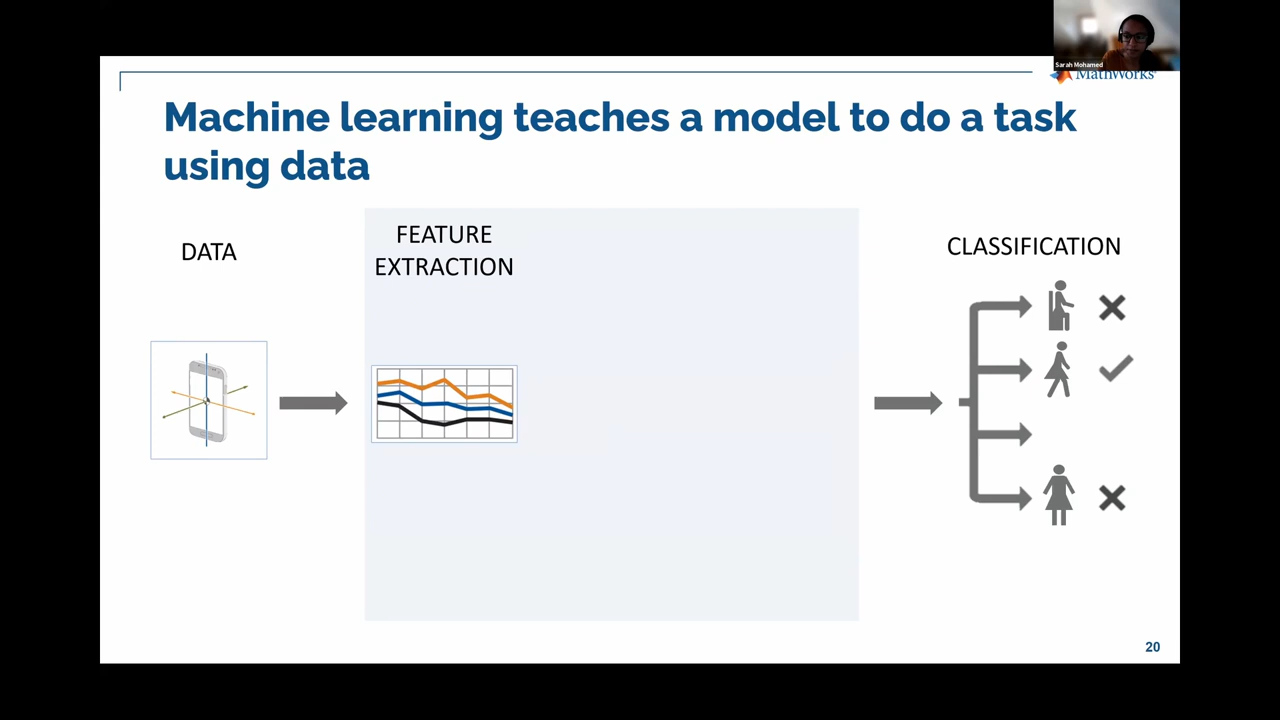 Sarah Mohamed
MathWorks
Machine learning teaches a model to do a task
using data
DATA
FEATURE
EXTRACTION
CLASSIFICATION
20